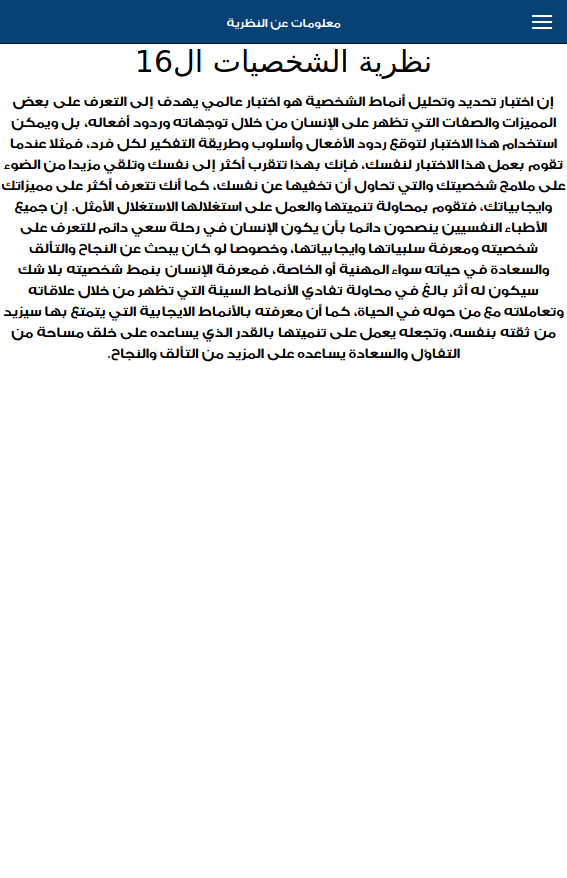 معلومات عن النظرية
نظرية الشخصيات ال16
إن اختبار تحديد وتحليل أنماط الشخصية هو اختبار عالمي يهدف إلى التعرف على بعض
المميزات والصفات التي تظهر على الإنسان من خلال توجهاته وردود أفعاله، بل ويمكن
استخدام هذا الاختبار لتوقع ردود الأفعال وأسلوب وطريقة التفكير لكل فرد، فمثلا عندما
تقوم بعمل هذا الاختبار لنفسك، فإنك بهذا تتقرب أكثر إلى نفسك وتلقي مزيدا من الضوء
على ملامح شخصيتك والتي تحاول أن تخفيها عن نفسك، كما أنك تتعرف أكثر على مميزاتك
وايجابياتك، فتقوم بمحاولة تنميتها والعمل على استغلالها الاستغلال الأمثل. إن جميع
الأطباء النفسيين ينصحون دائما بأن يكون الإنسان في رحلة سعي دائم للتعرف على
شخصيته ومعرفة سلبياتها وايجابياتها، وخصوصا لو كان يبحث عن النجاح والتألق
والسعادة في حياته سواء المهنية أو الخاصة، فمعرفة الإنسان بنمط شخصيته بلا شك
سيكون له أثر بالغ في محاولة تفادي الأنماط السيئة التي تظهر من خلال علاقاته
وتعاملاته مع من حوله في الحياة، كما أن معرفته بالأنماط الايجابية التي يتمتع بها سيزيد
من ثقته بنفسه، وتجعله يعمل على تنميتها بالقدر الذي يساعده على خلق مساحة من
التفاؤل والسعادة يساعده على المزيد من التألق والنجاح.